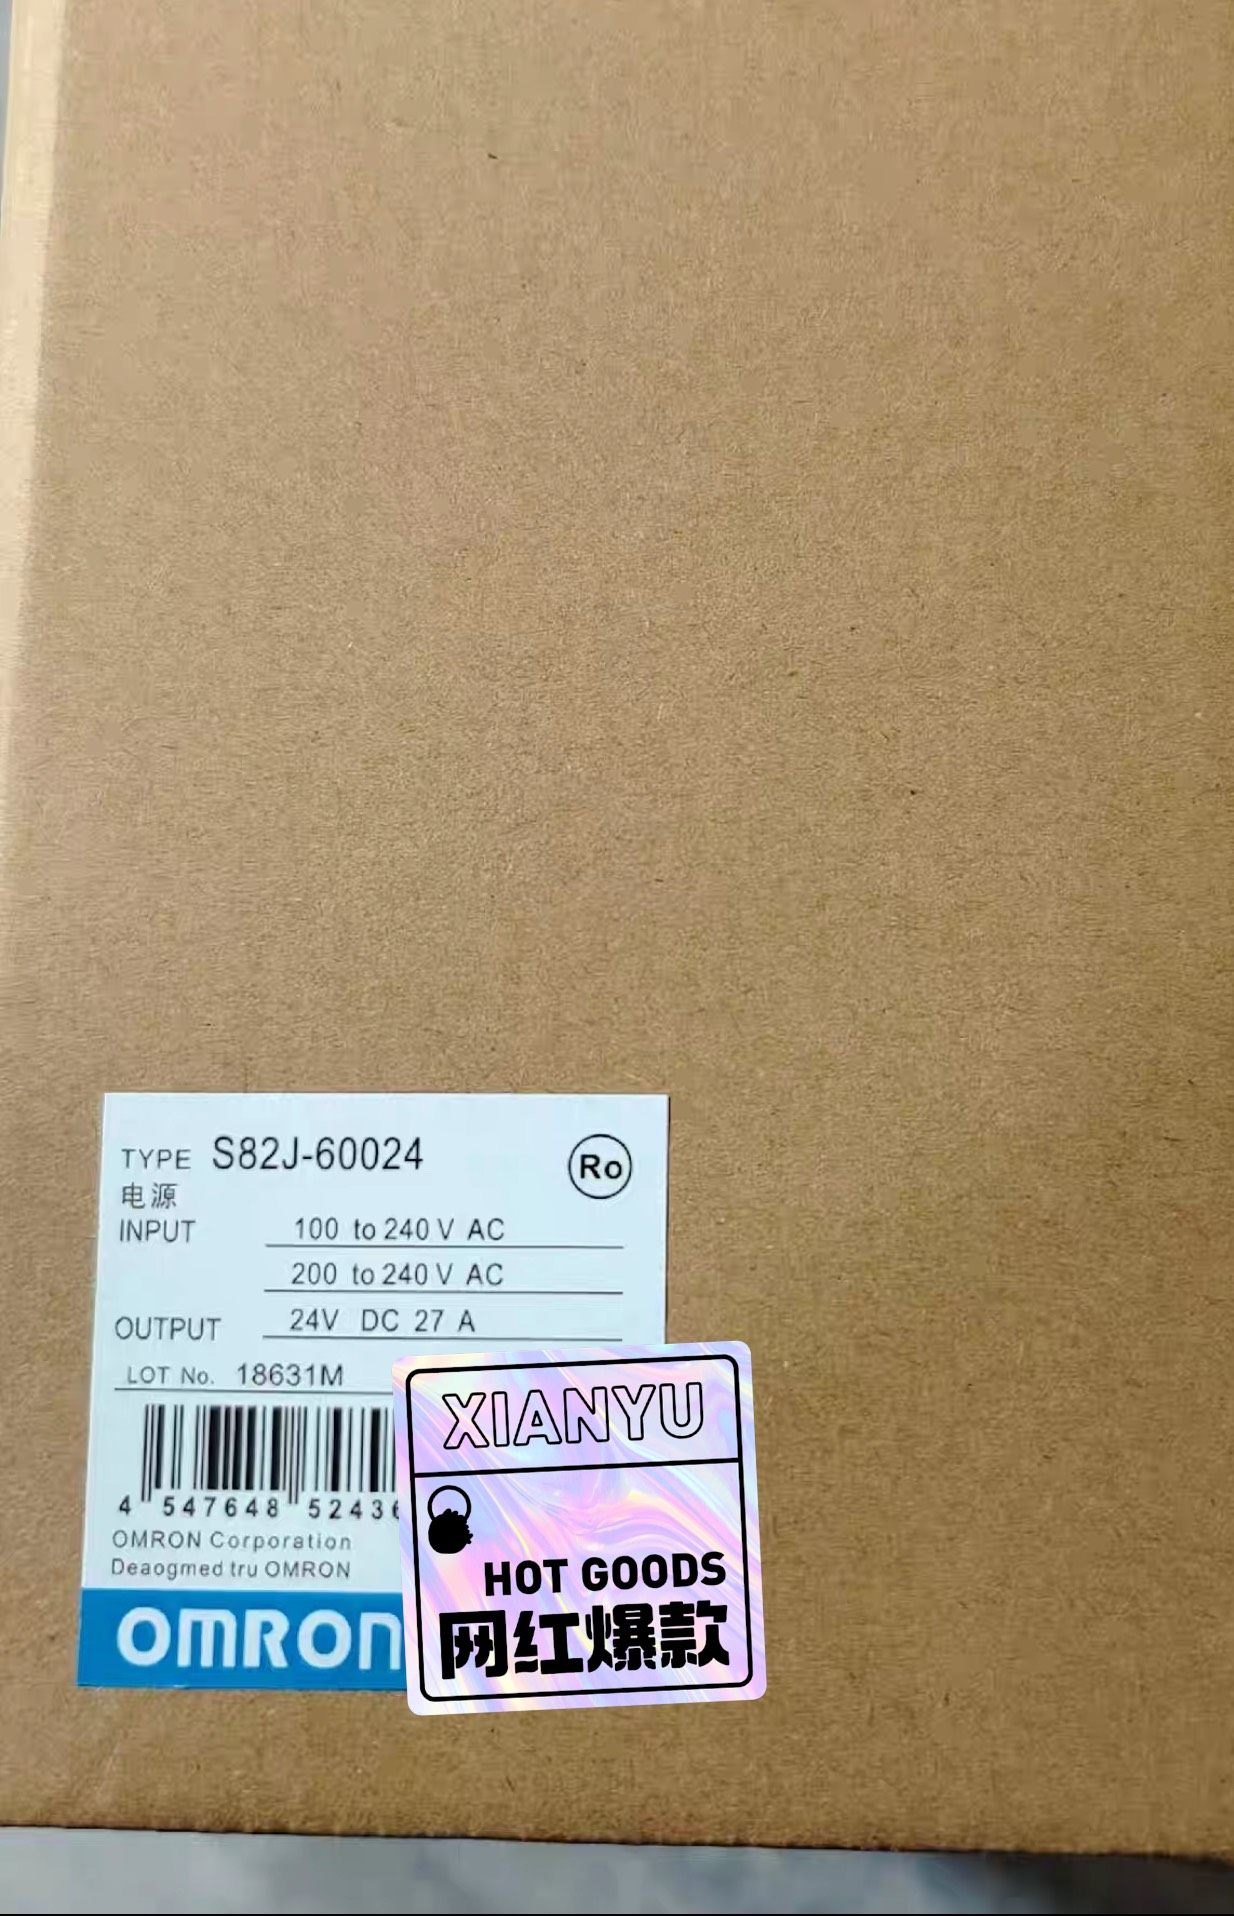 TYPE S82J-60024
Ro
电源
INPUT 100 to 240 V AC
200 to 240 V AC
OUTPUT 24V DC 27 A
LOT No. 18631M
4 547648 52436
OMRON Corporation
Deaogmed tru OMRON
OMRON
XIANYU
HOT GOODS
网红爆款